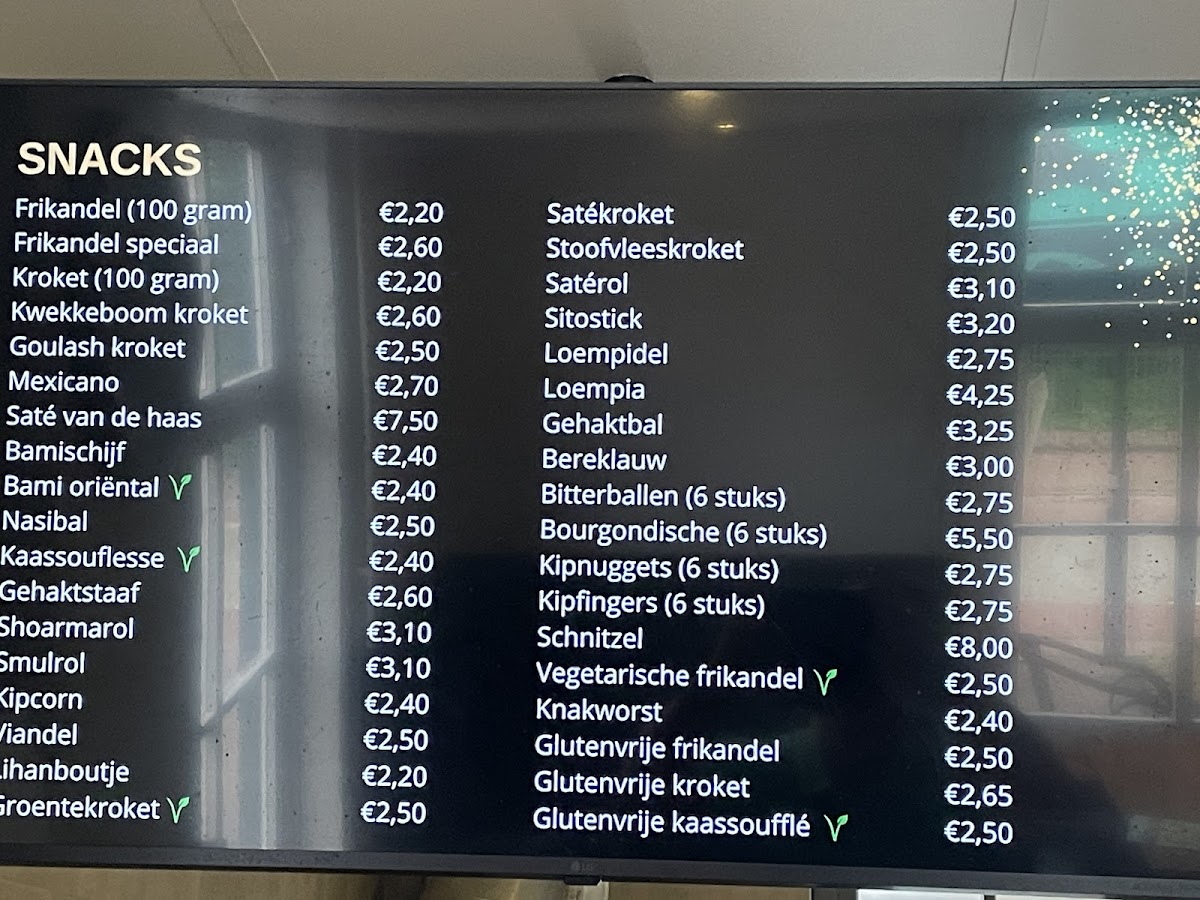 SNACKS
Frikandel (100 gram) €2,20
Frikandel speciaal €2,60
Kroket (100 gram) €2,20
Kwekkeboom kroket €2,60
Goulash kroket €2,50
Mexicano €2,70
Saté van de haas €7,50
Bamischijf €2,40
Bami oriëntal €2,40
Nasibal €2,50
Kaassouflesse €2,40
Gehaktstaaf €2,60
Shoarmarol €3,10
Smulrol €3,10
Kipcorn €2,40
Viandel €2,50
Lihanboutje €2,20
Groentekroket €2,50
Satékroket €2,50
Stoofvleeskroket €2,50
Satérol €3,10
Sitostick €3,20
Loempidel €2,75
Loempia €4,25
Gehaktbal €3,25
Bereklauw €3,00
Bitterballen (6 stuks) €2,75
Bourgondische (6 stuks) €5,50
Kipnuggets (6 stuks) €2,75
Kipfingers (6 stuks) €2,75
Schnitzel €8,00
Vegetarische frikandel €2,50
Knakworst €2,40
Glutenvrije frikandel €2,50
Glutenvrije kroket €2,65
Glutenvrije kaassoufflé €2,50